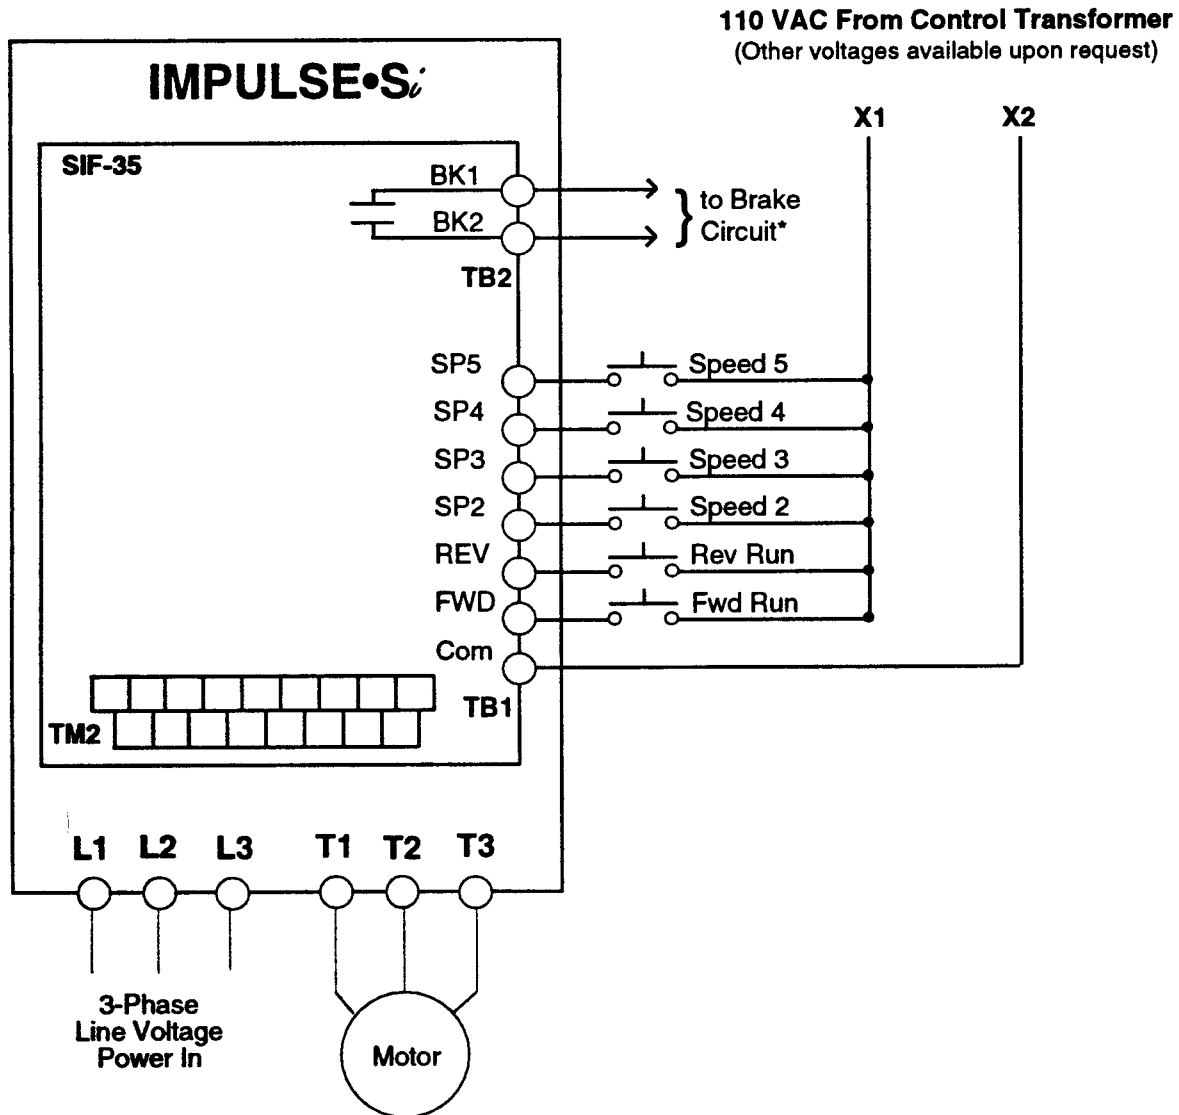 110 VAC From Control Transformer
(Other voltages available upon request)
IMPULSE•Si
X1
X2
SIF-35
BK1
BK2
to Brake
Circuit*
TB2
SP5
Speed 5
SP4
Speed 4
SP3
Speed 3
SP2
Speed 2
REV
Rev Run
FWD
Fwd Run
Com
TB1
TM2
L1
L2
L3
T1
T2
T3
3-Phase
Line Voltage
Power In
Motor